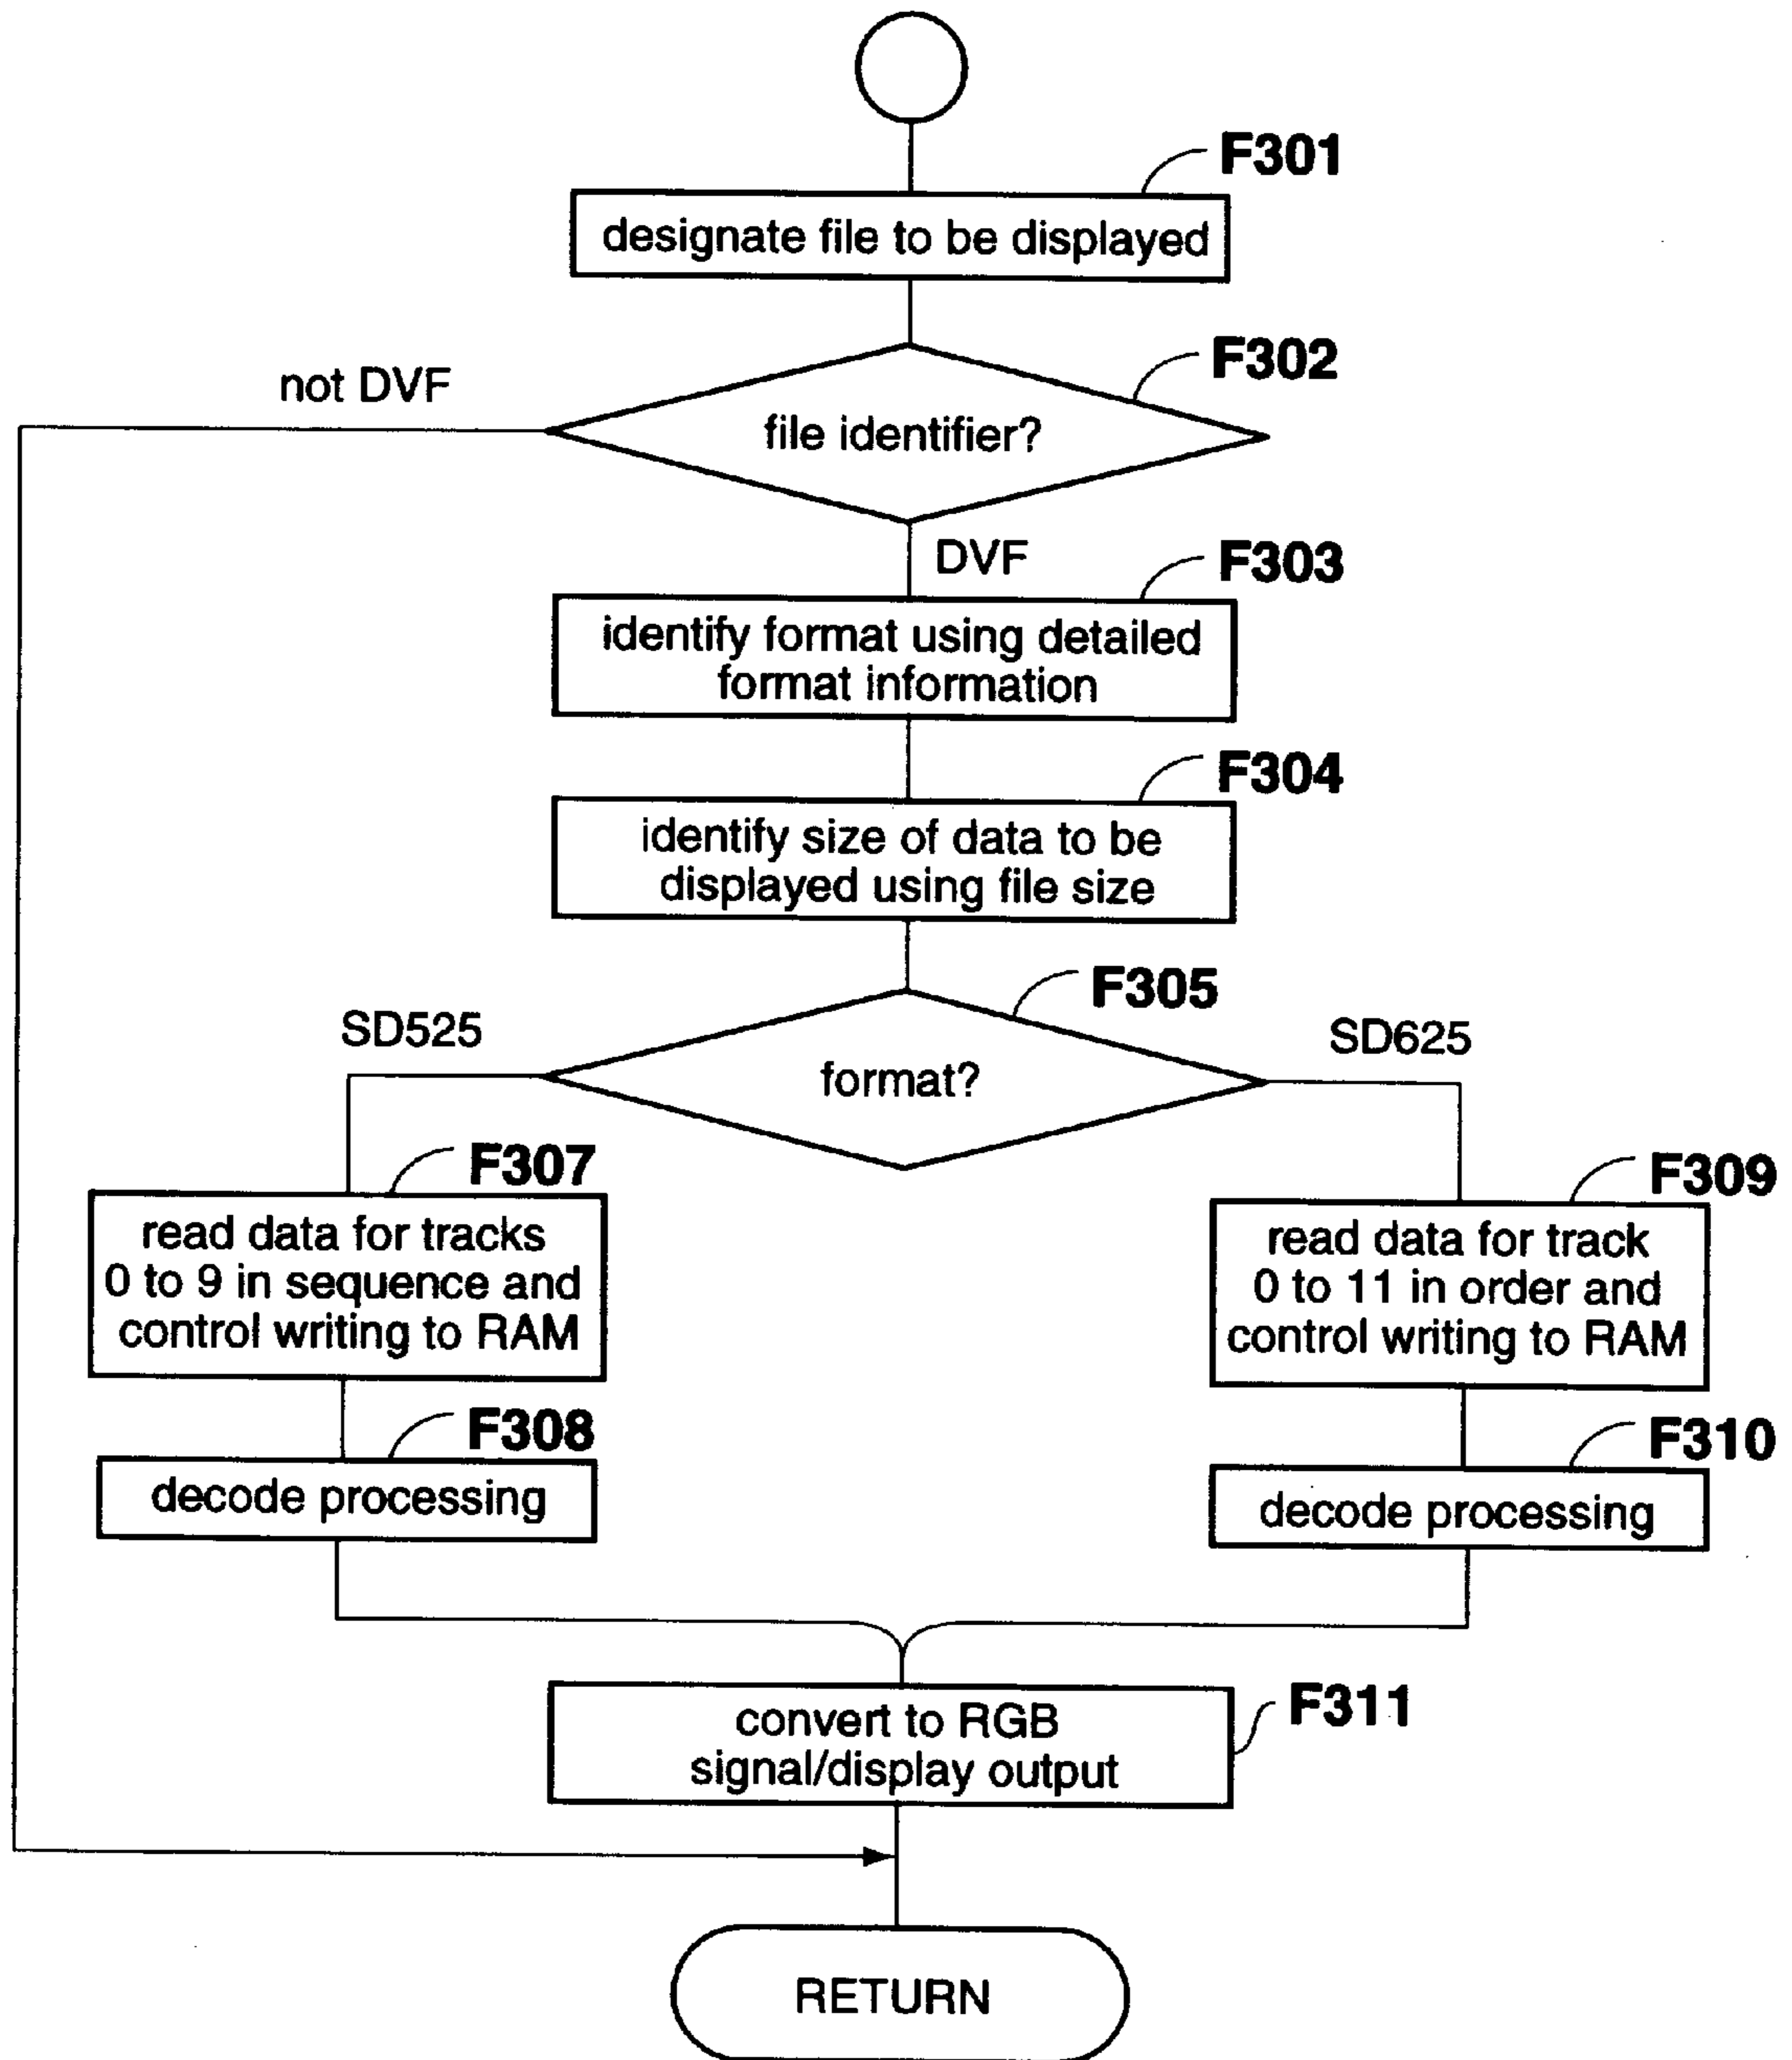 F301
designate file to be displayed
F302
not DVF
file identifier?
DVF
F303
identify format using detailed
format information
F304
identify size of data to be
displayed using file size
F305
SD525
SD625
format?
F307
F309
read data for tracks
0 to 9 in sequence and
control writing to RAM
read data for track
0 to 11 in order and
control writing to RAM
F308
F310
decode processing
decode processing
F311
convert to RGB
signal/display output
RETURN